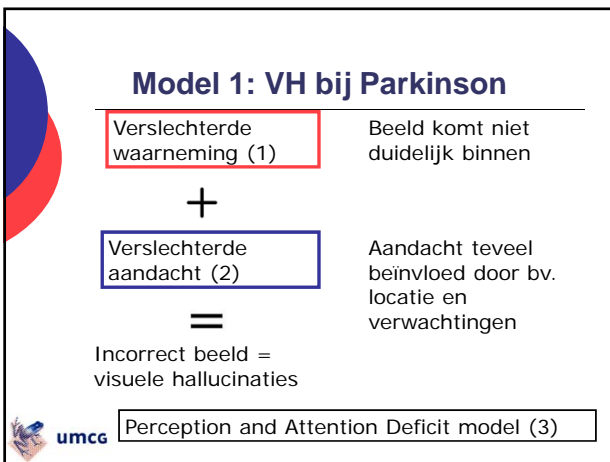 Model 1: VH bij Parkinson
Verslechterde
waarneming (1)
Beeld komt niet
duidelijk binnen
+
Verslechterde
aandacht (2)
Aandacht teveel
beïnvloed door bv.
locatie en
verwachtingen
=
Incorrect beeld =
visuele hallucinaties
umcg
Perception and Attention Deficit model (3)